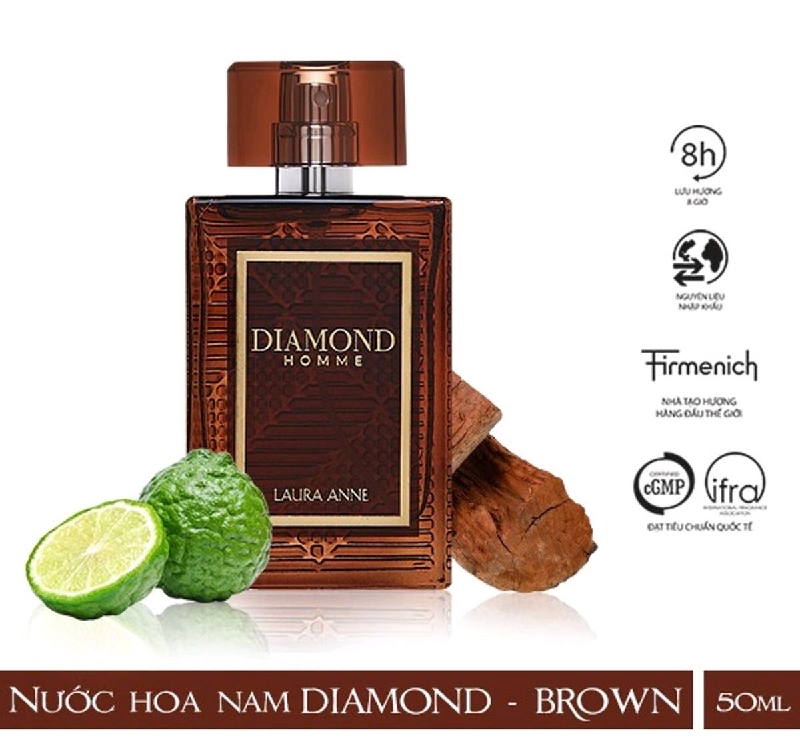 DIAMOND
HOMME
LAURA ANNE
8h
LƯU HƯƠNG
8 GIỜ
NGUYÊN LIỆU
NHẬP KHẨU
Firmenich
NHÀ TẠO HƯƠNG
HÀNG ĐẦU THẾ GIỚI
CERTIFIED
cGMP
ifra
INTERNATIONAL FRAGRANCE
ASSOCIATION
ĐẠT TIÊU CHUẨN QUỐC TẾ
NƯỚC HOA NAM DIAMOND - BROWN
50ML